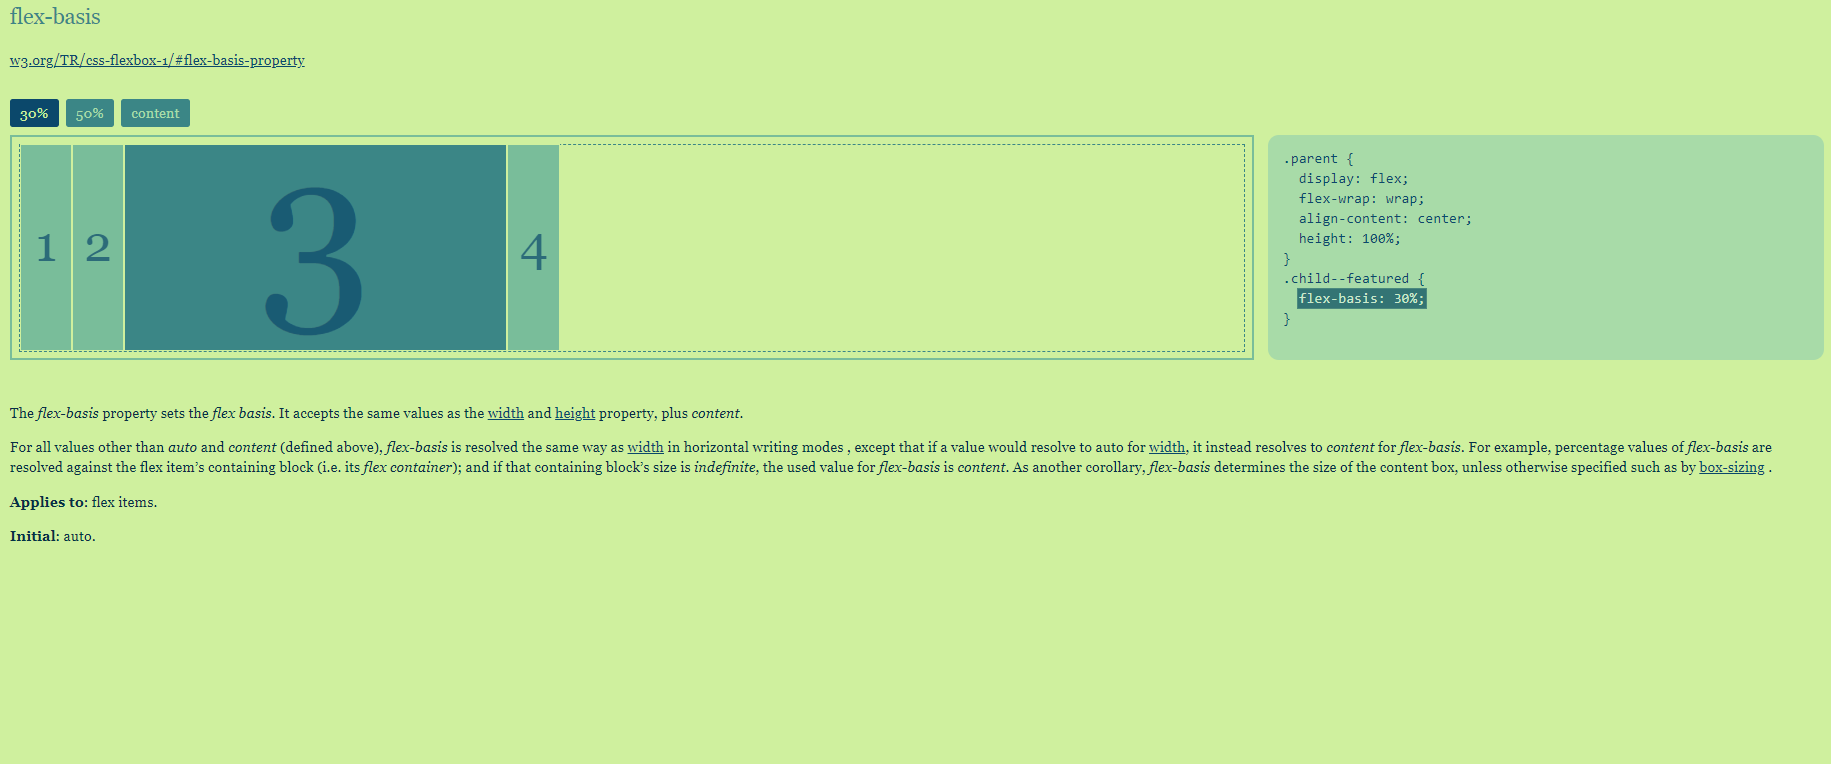 flex-basis
w3.org/TR/css-flexbox-1/#flex-basis-property
30% 50% content
1 2 3 4
.parent {
display: flex;
flex-wrap: wrap;
align-content: center;
height: 100%;
}
.child--featured {
flex-basis: 30%;
}
The flex-basis property sets the flex basis. It accepts the same values as the width and height property, plus content.
For all values other than auto and content (defined above), flex-basis is resolved the same way as width in horizontal writing modes , except that if a value would resolve to auto for width, it instead resolves to content for flex-basis. For example, percentage values of flex-basis are
resolved against the flex item’s containing block (i.e. its flex container); and if that containing block’s size is indefinite, the used value for flex-basis is content. As another corollary, flex-basis determines the size of the content box, unless otherwise specified such as by box-sizing .
Applies to: flex items.
Initial: auto.